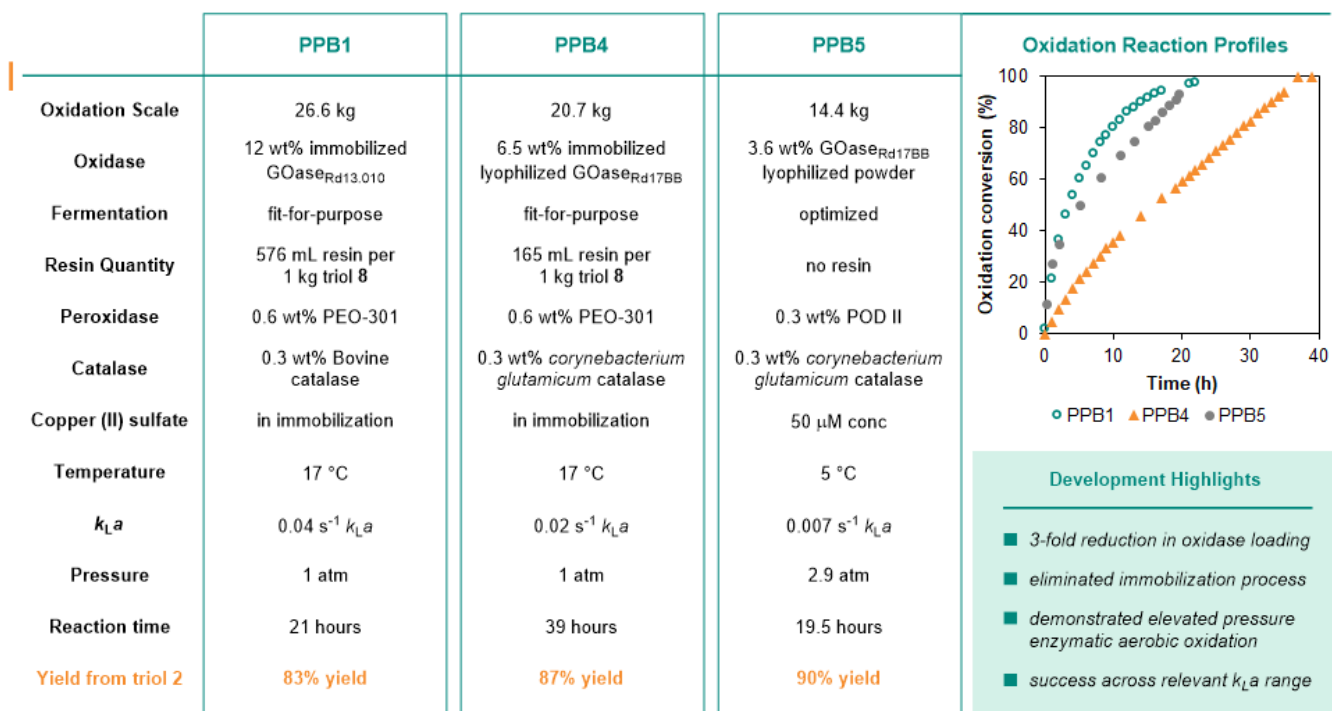 PPB1
PPB4
PPB5
Oxidation Scale
26.6 kg
20.7 kg
14.4 kg
Oxidase
12 wt% immobilized
GOaseRd13.010
6.5 wt% immobilized
lyophilized GOaseRd17BB
3.6 wt% GOaseRd17BB
lyophilized powder
Fermentation
fit-for-purpose
fit-for-purpose
optimized
Resin Quantity
576 mL resin per
1 kg triol 8
165 mL resin per
1 kg triol 8
no resin
Peroxidase
0.6 wt% PEO-301
0.6 wt% PEO-301
0.3 wt% POD II
Catalase
0.3 wt% Bovine
catalase
0.3 wt% corynebacterium
glutamicum catalase
0.3 wt% corynebacterium
glutamicum catalase
Copper (II) sulfate
in immobilization
in immobilization
50 μM conc
Temperature
17 °C
17 °C
5 °C
kLa
0.04 s-1 kLa
0.02 s-1 kLa
0.007 s-1 kLa
Pressure
1 atm
1 atm
2.9 atm
Reaction time
21 hours
39 hours
19.5 hours
Yield from triol 2
83% yield
87% yield
90% yield
Oxidation Reaction Profiles
Oxidation conversion (%)
100
80
60
40
20
0
0 10 20 30 40
Time (h)
PPB1 PPB4 PPB5
Development Highlights
3-fold reduction in oxidase loading
eliminated immobilization process
demonstrated elevated pressure
enzymatic aerobic oxidation
success across relevant kLa range